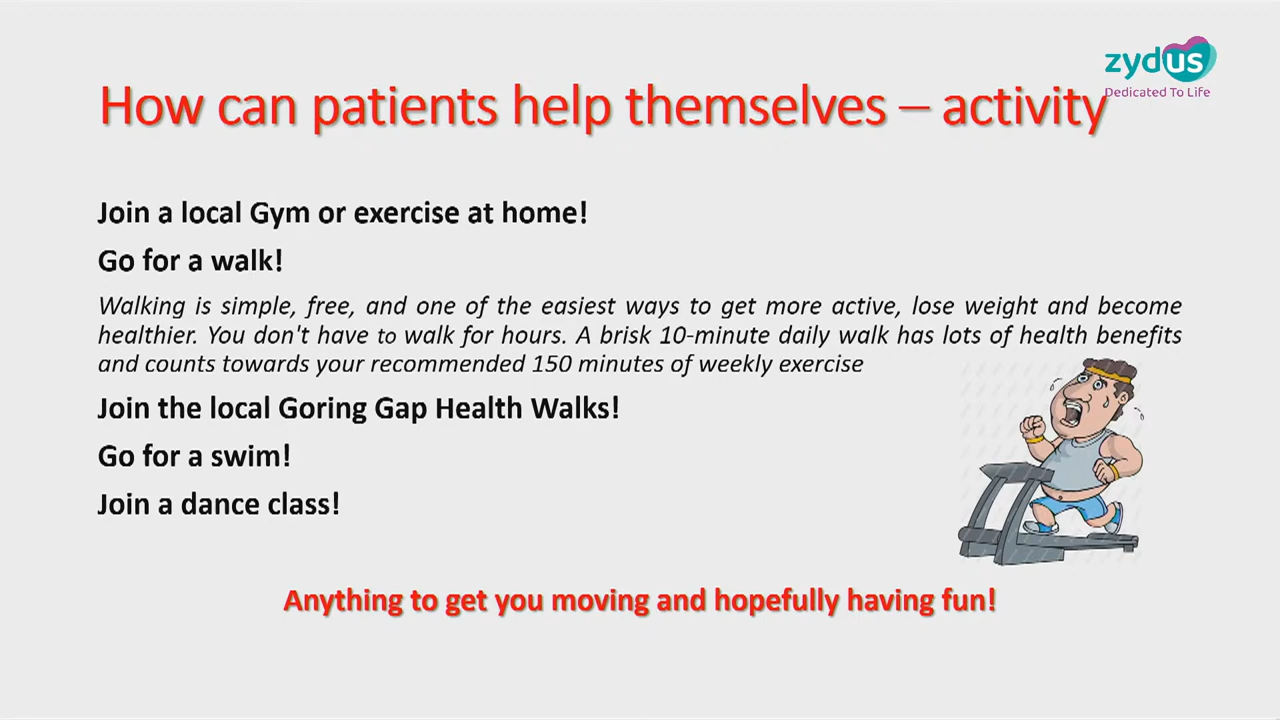 zydus
Dedicated To Life
How can patients help themselves – activity
Join a local Gym or exercise at home!
Go for a walk!
Walking is simple, free, and one of the easiest ways to get more active, lose weight and become
healthier. You don't have to walk for hours. A brisk 10-minute daily walk has lots of health benefits
and counts towards your recommended 150 minutes of weekly exercise
Join the local Goring Gap Health Walks!
Go for a swim!
Join a dance class!
Anything to get you moving and hopefully having fun!